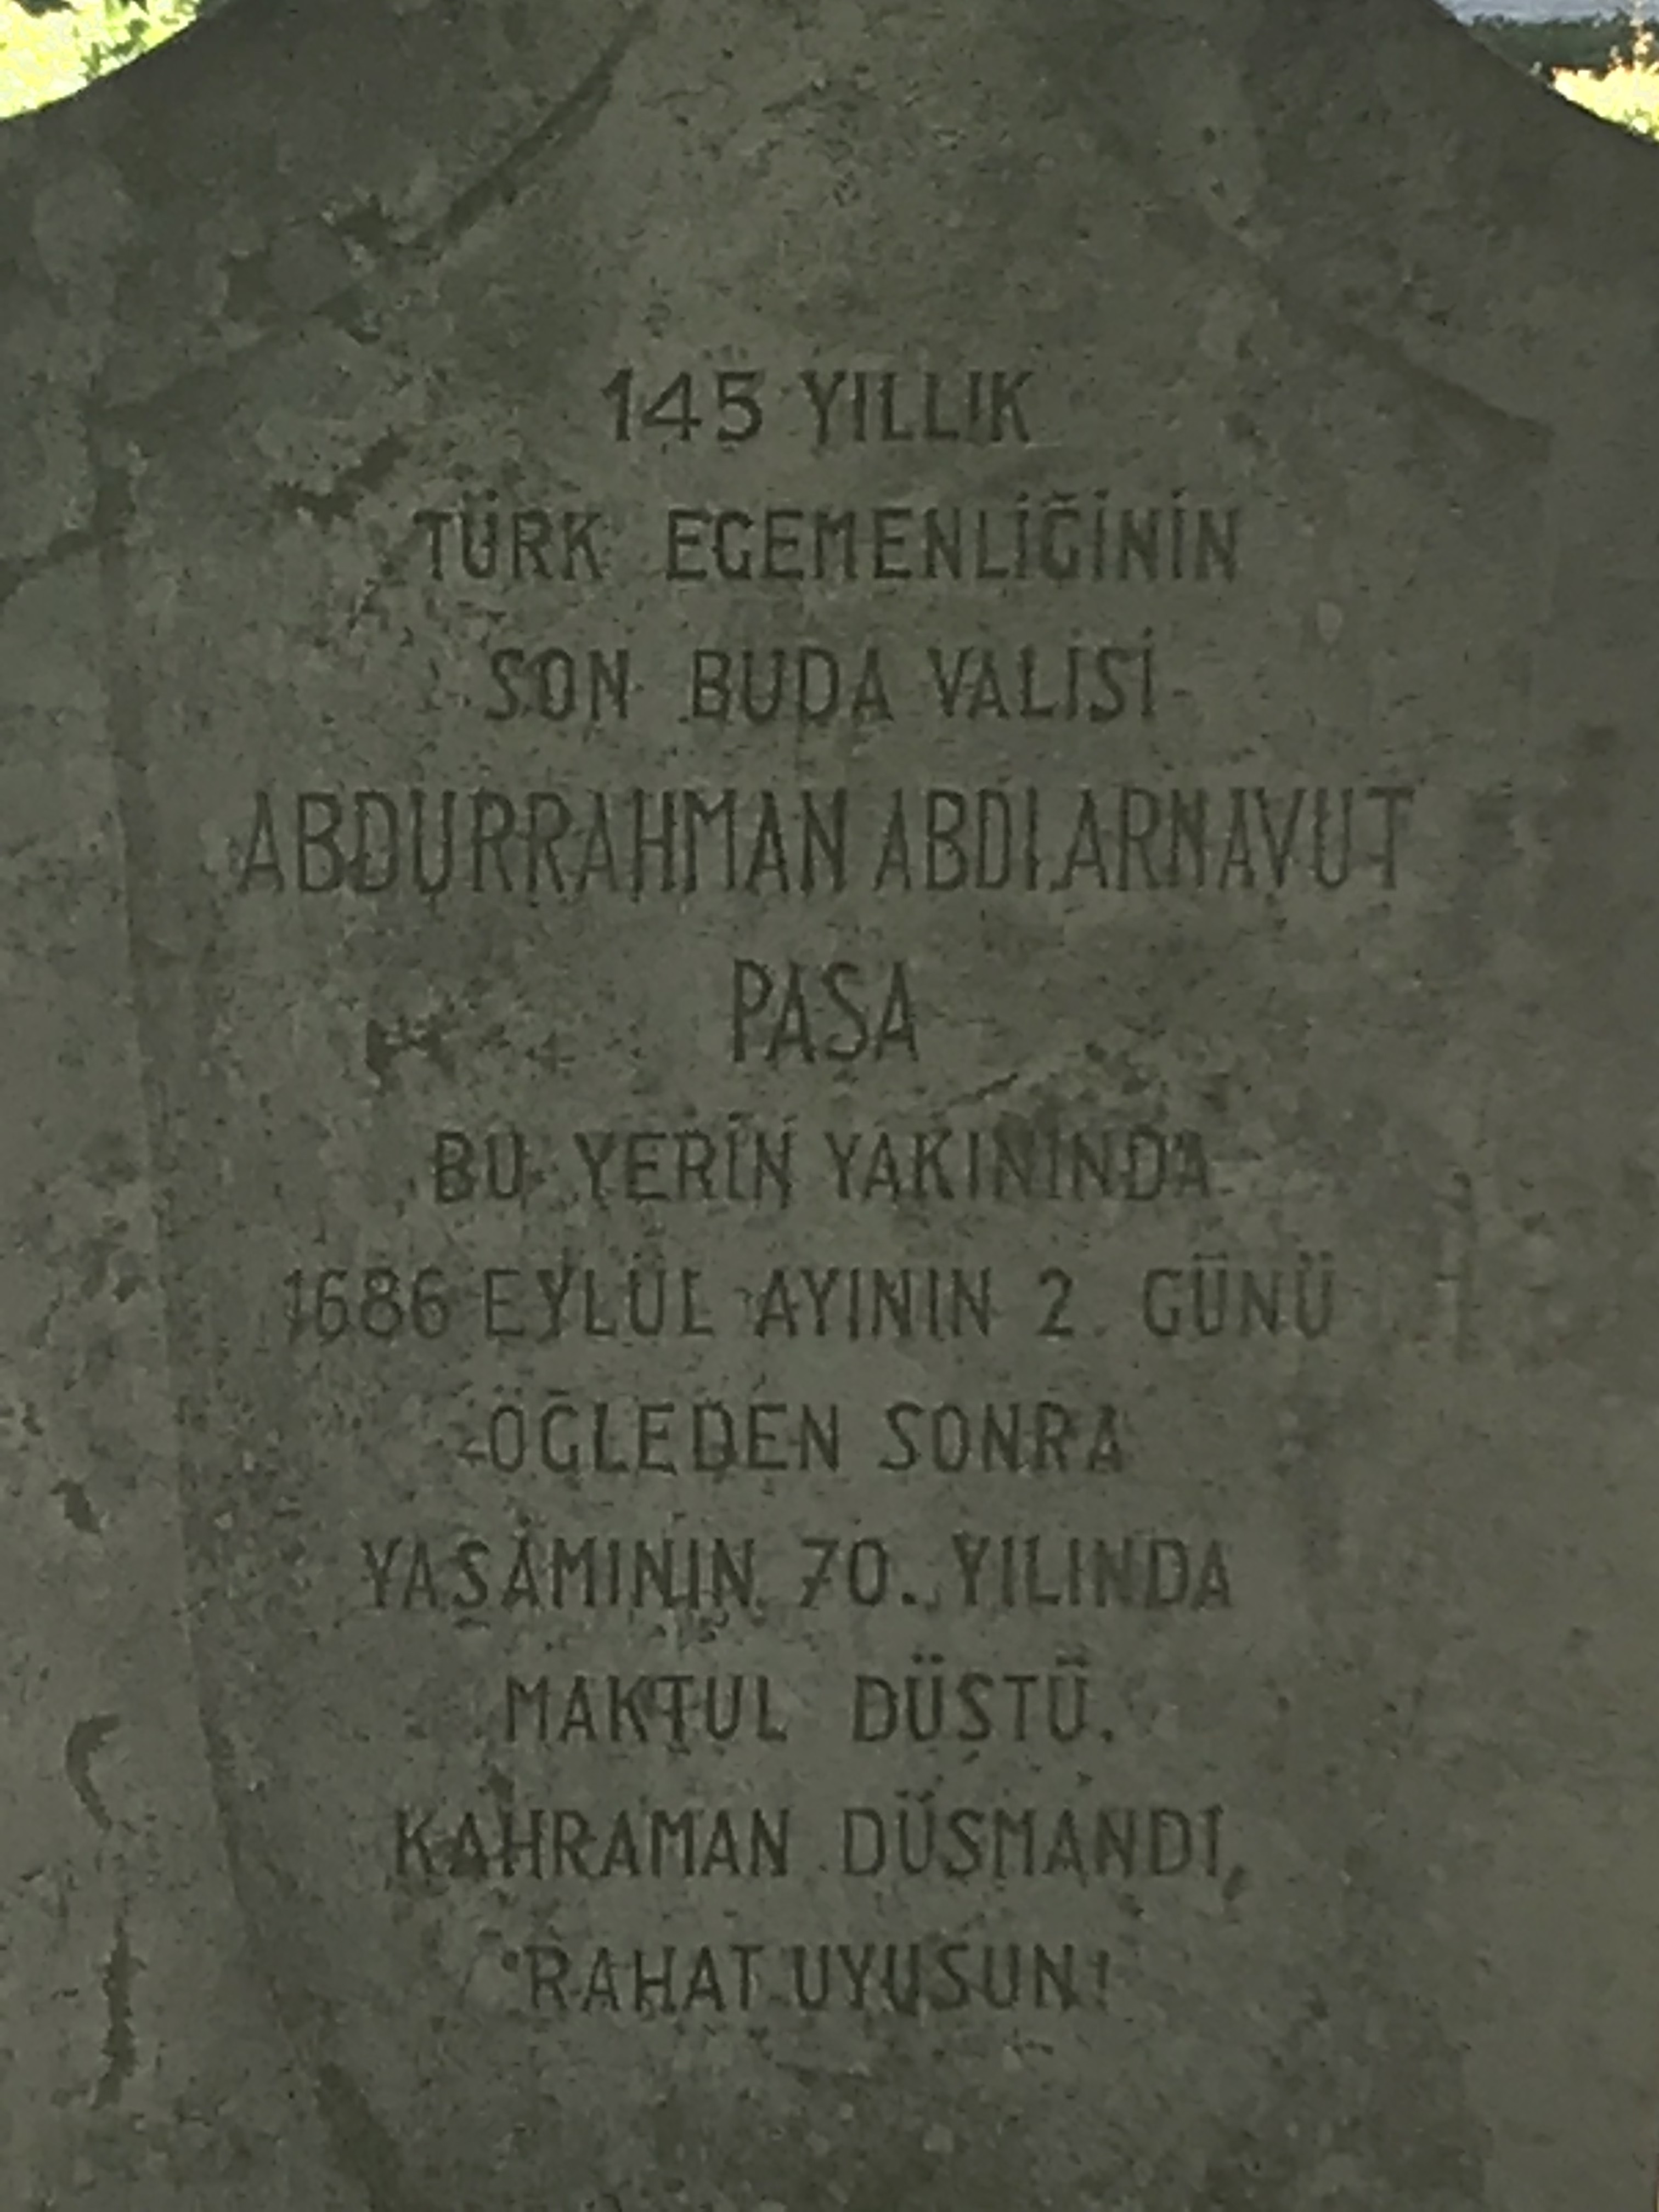 145 YILLIK
TÜRK EGEMENLİĞİNİN
SON BUDA VALİSİ
ABDURRAHMAN ABDI ARNAVUT
PAŞA
BU YERİN YAKININDA
1686 EYLÜL AYININ 2. GÜNÜ
ÖĞLEDEN SONRA
YAŞAMININ 70. YILINDA
MAKTUL DÜŞTÜ.
KAHRAMAN DÜŞMANDI,
RAHAT UYUSUN!